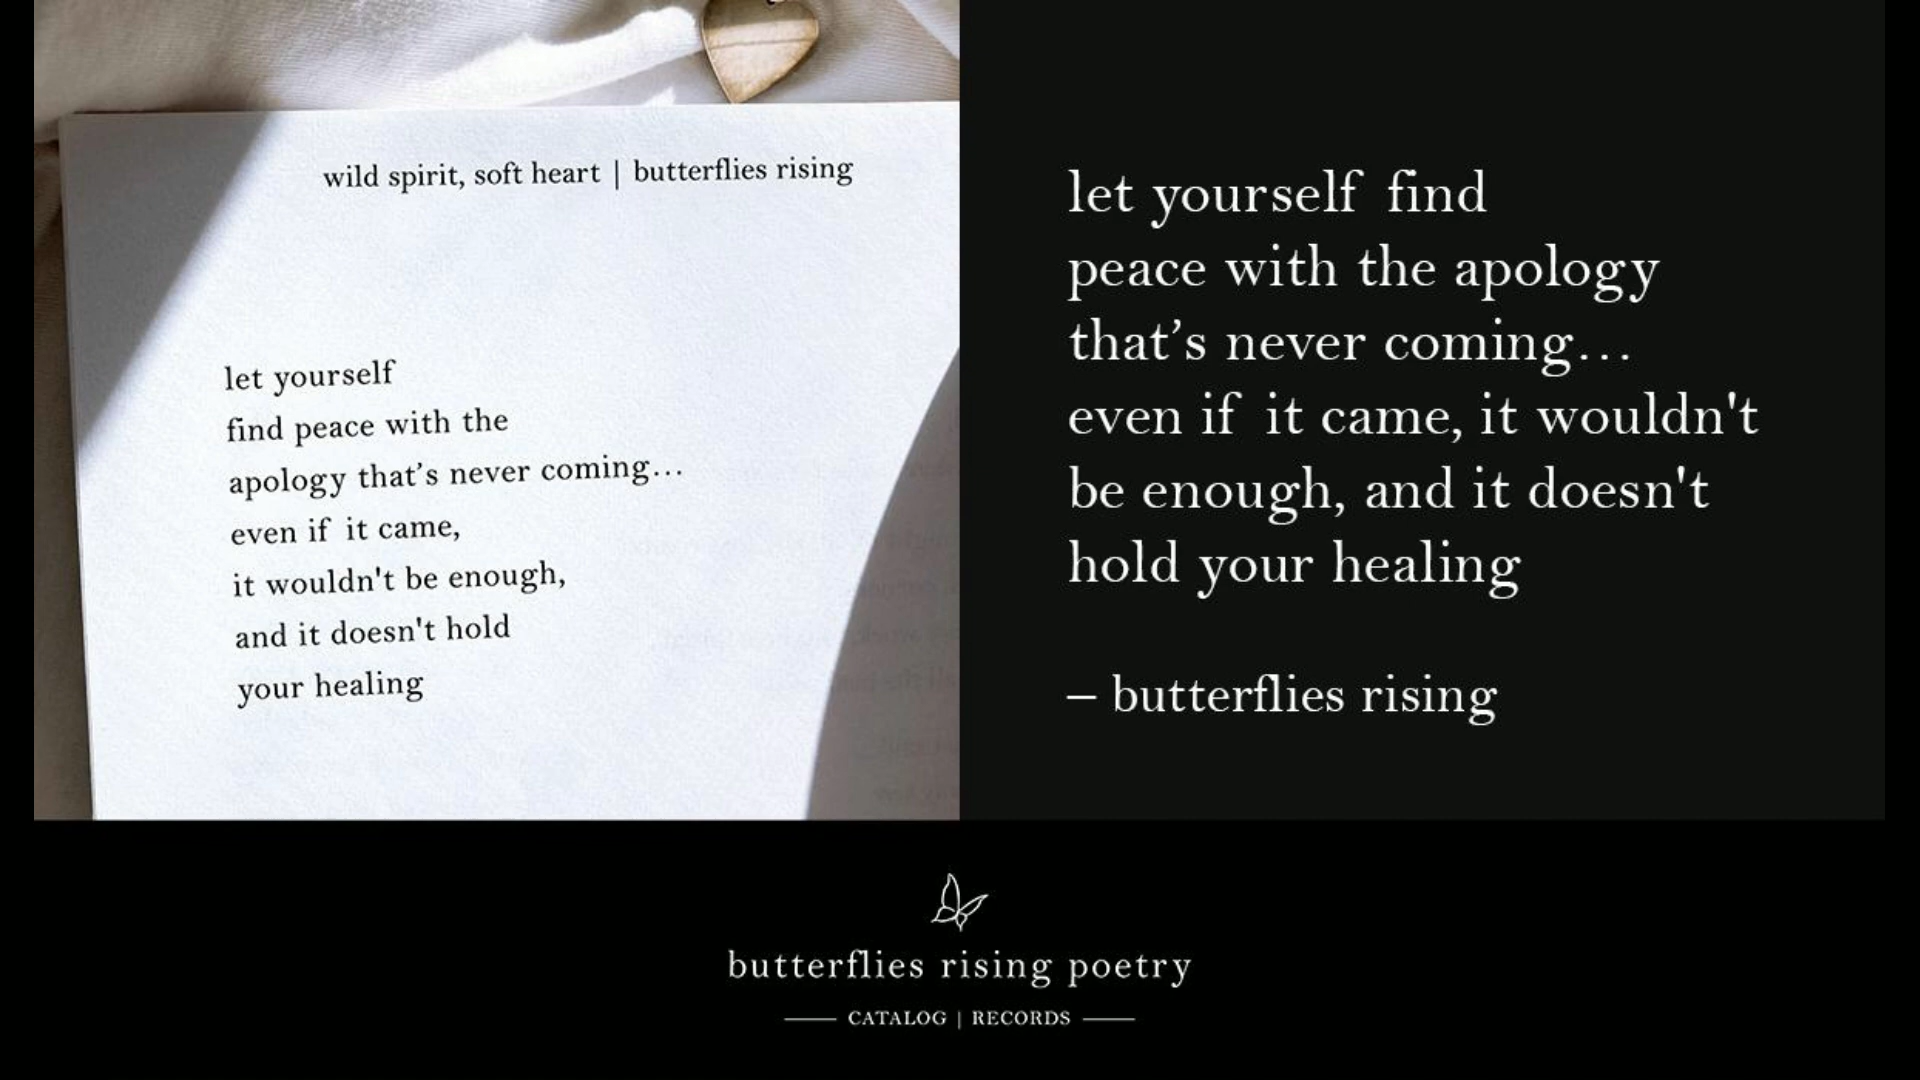 wild spirit, soft heart | butterflies rising
let yourself
find peace with the
apology that’s never coming…
even if it came,
it wouldn't be enough,
and it doesn't hold
your healing
let yourself find
peace with the apology
that’s never coming…
even if it came, it wouldn't
be enough, and it doesn't
hold your healing
– butterflies rising
butterflies rising poetry
CATALOG | RECORDS